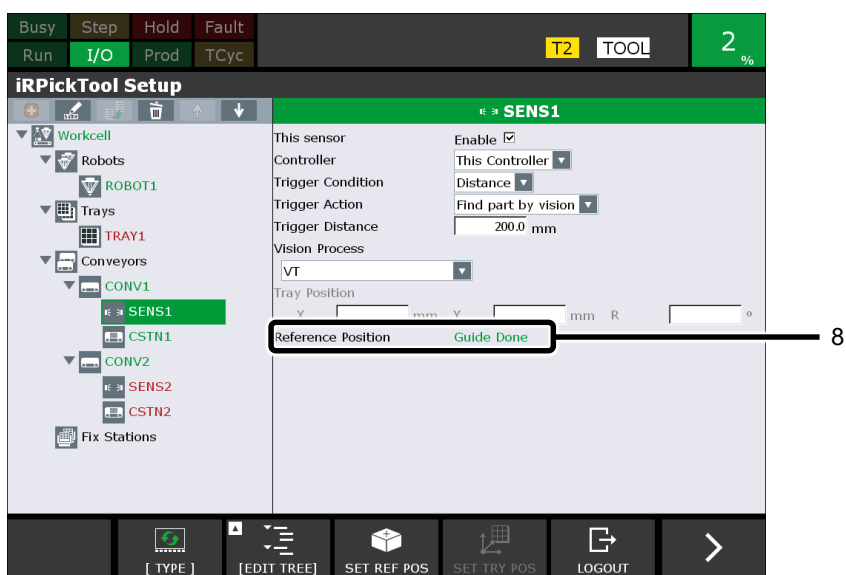 Busy Step Hold Fault
Run I/O Prod TCyc
T2 TOOL
2 %
iRPickTool Setup
SENS1
Workcell
Robots
ROBOT1
Trays
TRAY1
Conveyors
CONV1
SENS1
CSTN1
CONV2
SENS2
CSTN2
Fix Stations
This sensor Enable
Controller This Controller
Trigger Condition Distance
Trigger Action Find part by vision
Trigger Distance 200.0 mm
Vision Process
VT
Tray Position
X mm Y mm R °
Reference Position Guide Done
8
[ TYPE ] [EDIT TREE] SET REF POS SET TRY POS LOGOUT